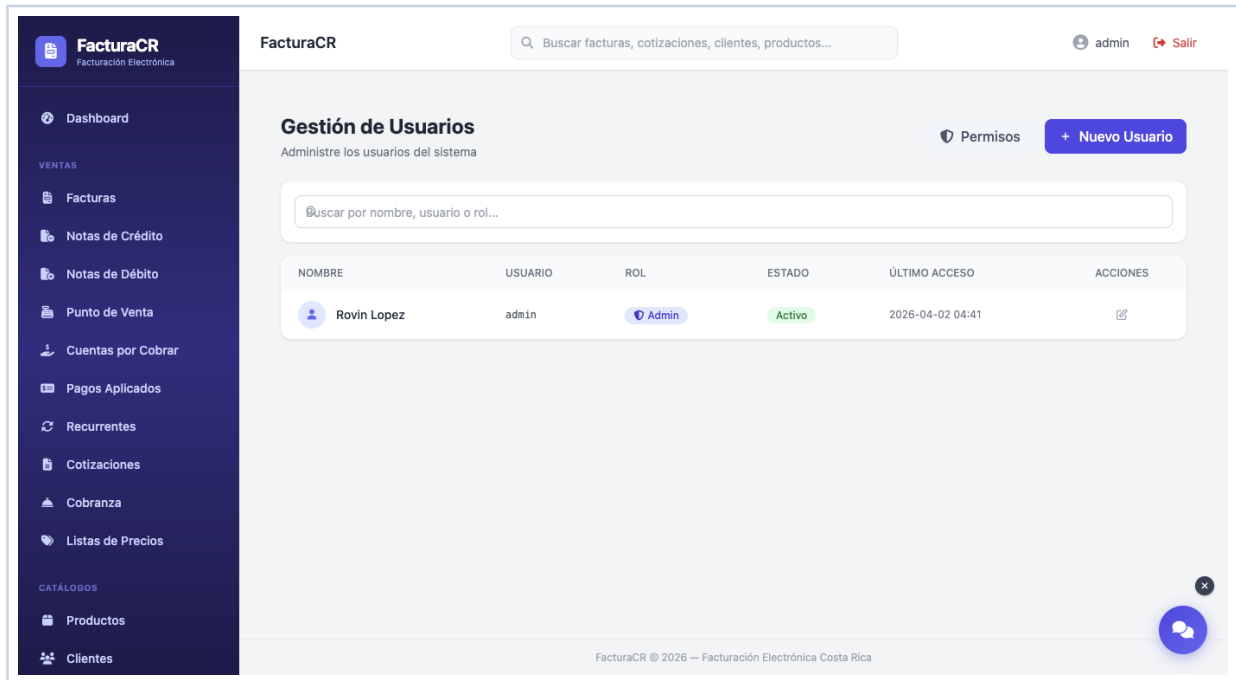 FacturaCR
Facturación Electrónica
FacturaCR
Buscar facturas, cotizaciones, clientes, productos...
admin
Salir
Dashboard
VENTAS
Facturas
Notas de Crédito
Notas de Débito
Punto de Venta
Cuentas por Cobrar
Pagos Aplicados
Recurrentes
Cotizaciones
Cobranza
Listas de Precios
CATÁLOGOS
Productos
Clientes
Gestión de Usuarios
Administre los usuarios del sistema
Permisos
+ Nuevo Usuario
Buscar por nombre, usuario o rol...
NOMBRE USUARIO ROL ESTADO ÚLTIMO ACCESO ACCIONES
Rovin Lopez admin Admin Activo 2026-04-02 04:41
FacturaCR © 2026 — Facturación Electrónica Costa Rica